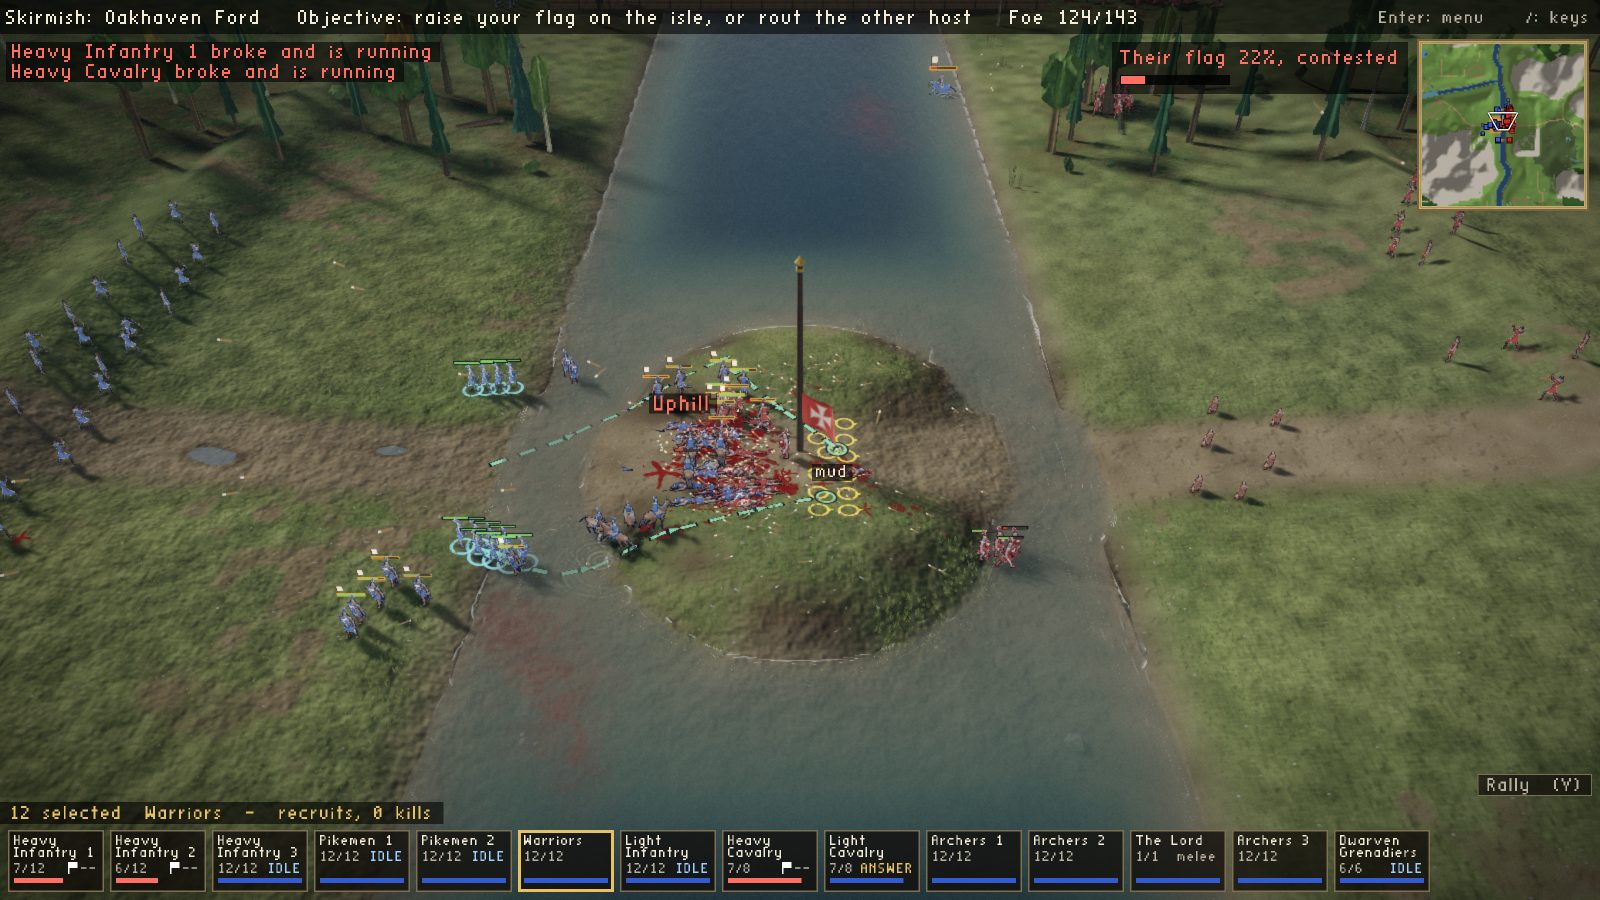 Skirmish: Oakhaven Ford   Objective: raise your flag on the isle, or rout the other host   Foe 124/143   Enter: menu   /: keys
Heavy Infantry 1 broke and is running
Heavy Cavalry broke and is running
Their flag 22%, contested
Uphill
mud
Rally (Y)
12 selected  Warriors  -  recruits, 0 kills
Heavy Infantry 1
7/12 --
Heavy Infantry 2
6/12 --
Heavy Infantry 3
12/12 IDLE
Pikemen 1
12/12 IDLE
Pikemen 2
12/12 IDLE
Warriors
12/12
Light Infantry
12/12 IDLE
Heavy Cavalry
7/8 --
Light Cavalry
7/8 ANSWER
Archers 1
12/12
Archers 2
12/12
The Lord
1/1 melee
Archers 3
12/12
Dwarven Grenadiers
6/6 IDLE